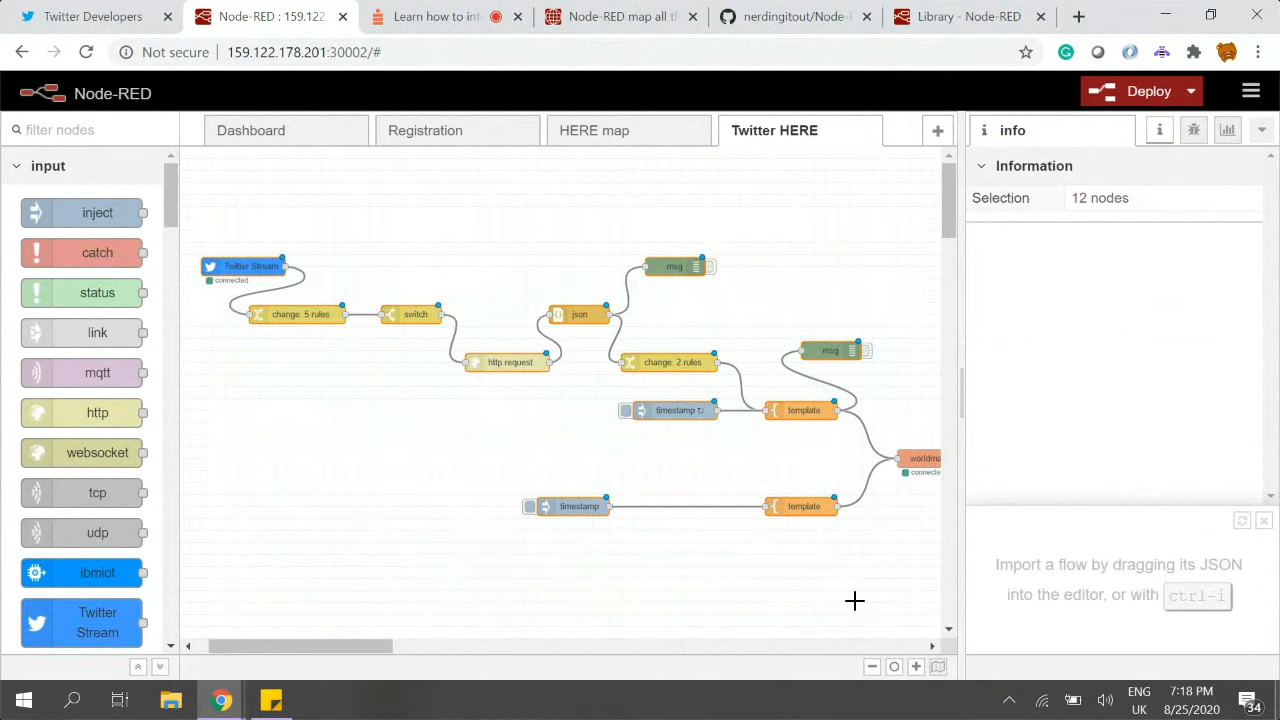 Twitter Developers
Node-RED : 159.122
Learn how to int
Node-RED map all th
nerdingitout/Node-
Library - Node-RED
Not secure
159.122.178.201:30002/#
Node-RED
Deploy
filter nodes
Dashboard
Registration
HERE map
Twitter HERE
info
input
Information
Selection
12 nodes
inject
catch
status
link
mqtt
http
websocket
tcp
udp
ibmiot
Twitter
Stream
Twitter Stream
connected
msg
change: 5 rules
switch
json
http request
change: 2 rules
msg
timestamp ↻
template
worldma
connecte
timestamp
template
Import a flow by dragging its JSON
into the editor, or with ctrl-i
ENG
UK
7:18 PM
8/25/2020
34